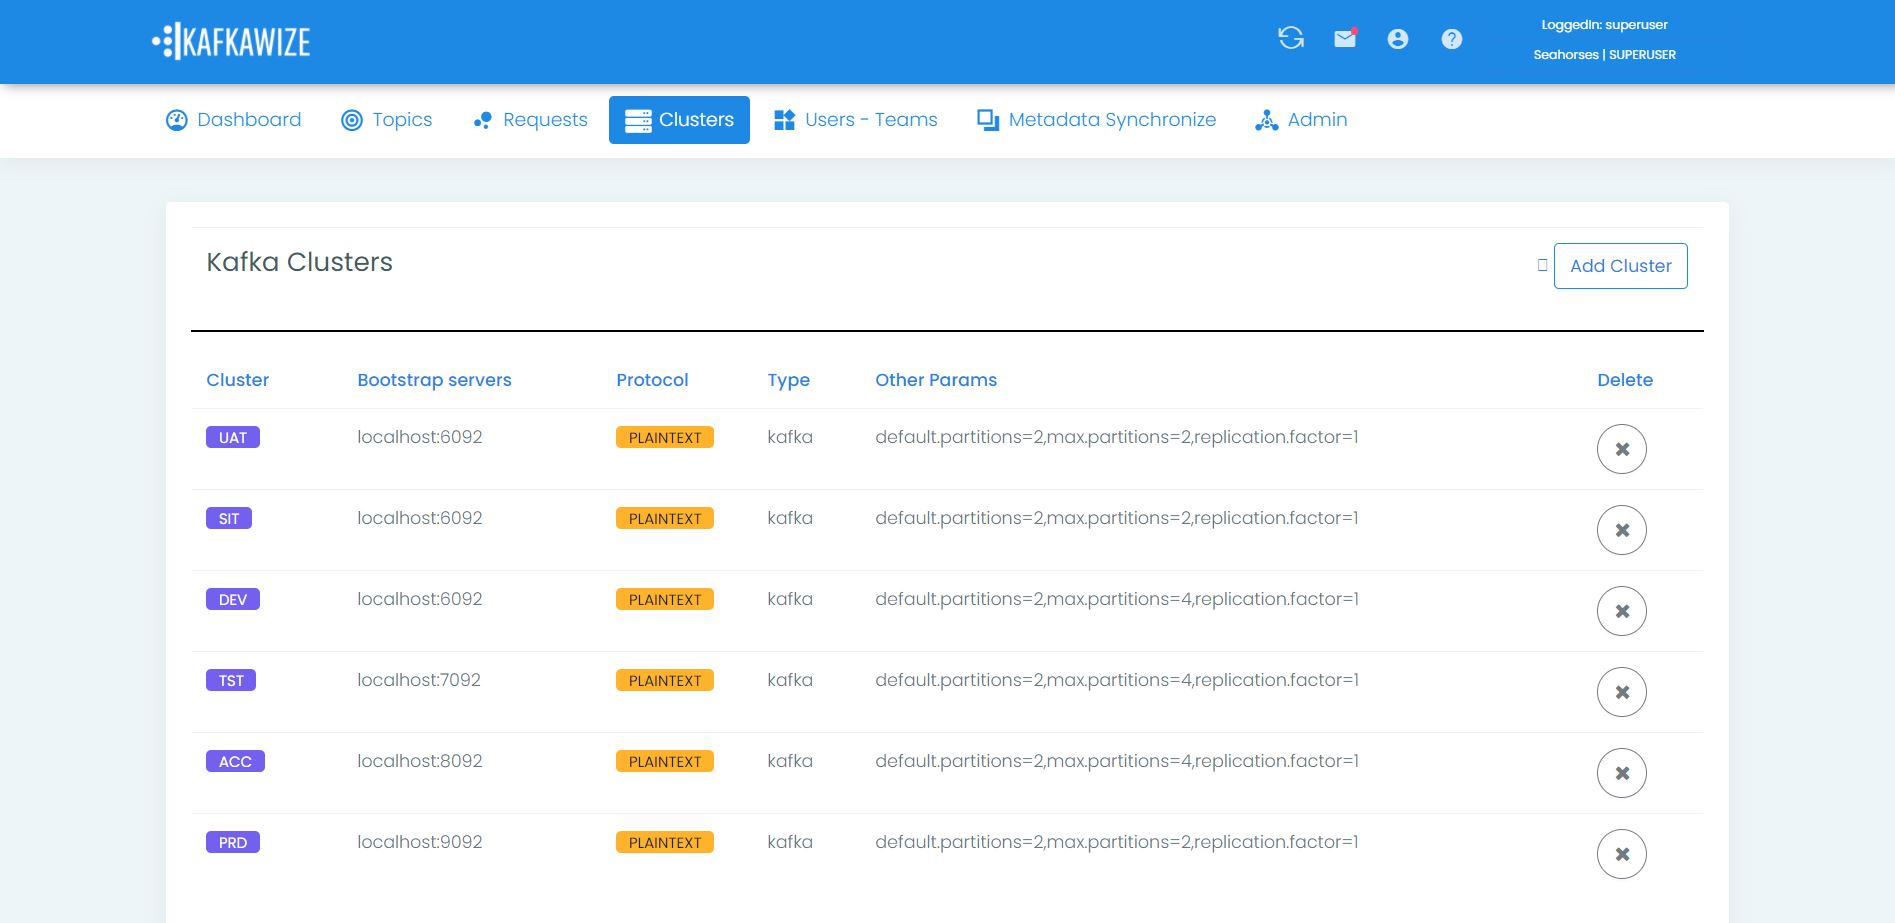 KAFKAWIZE
LoggedIn: superuser
Seahorses | SUPERUSER
Dashboard Topics Requests Clusters Users - Teams Metadata Synchronize Admin
Kafka Clusters
Add Cluster
Cluster Bootstrap servers Protocol Type Other Params Delete
UAT localhost:6092 PLAINTEXT kafka default.partitions=2,max.partitions=2,replication.factor=1
SIT localhost:6092 PLAINTEXT kafka default.partitions=2,max.partitions=2,replication.factor=1
DEV localhost:6092 PLAINTEXT kafka default.partitions=2,max.partitions=4,replication.factor=1
TST localhost:7092 PLAINTEXT kafka default.partitions=2,max.partitions=4,replication.factor=1
ACC localhost:8092 PLAINTEXT kafka default.partitions=2,max.partitions=4,replication.factor=1
PRD localhost:9092 PLAINTEXT kafka default.partitions=2,max.partitions=2,replication.factor=1